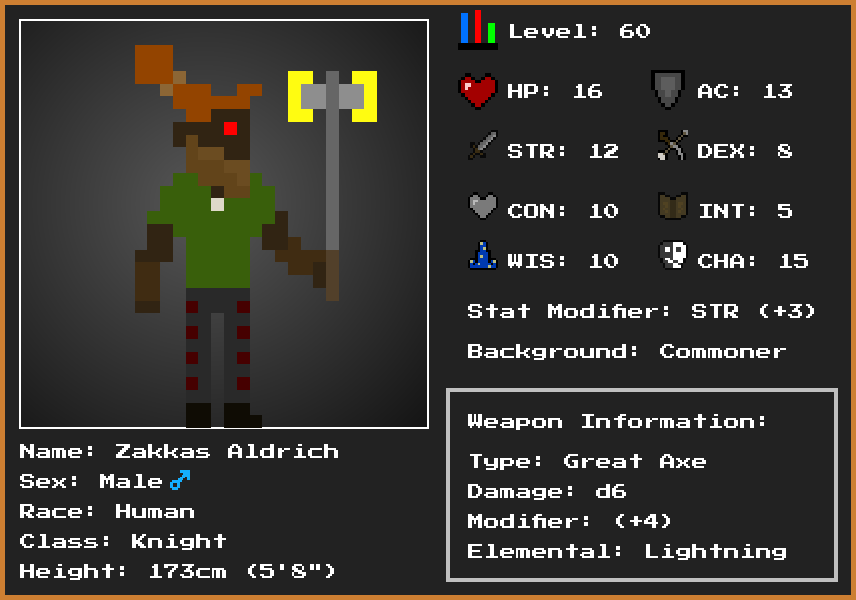 Level: 60
HP: 16
AC: 13
STR: 12
DEX: 8
CON: 10
INT: 5
WIS: 10
CHA: 15
Stat Modifier: STR (+3)
Background: Commoner
Weapon Information:
Type: Great Axe
Damage: d6
Modifier: (+4)
Elemental: Lightning
Name: Zakkas Aldrich
Sex: Male♂
Race: Human
Class: Knight
Height: 173cm (5'8")